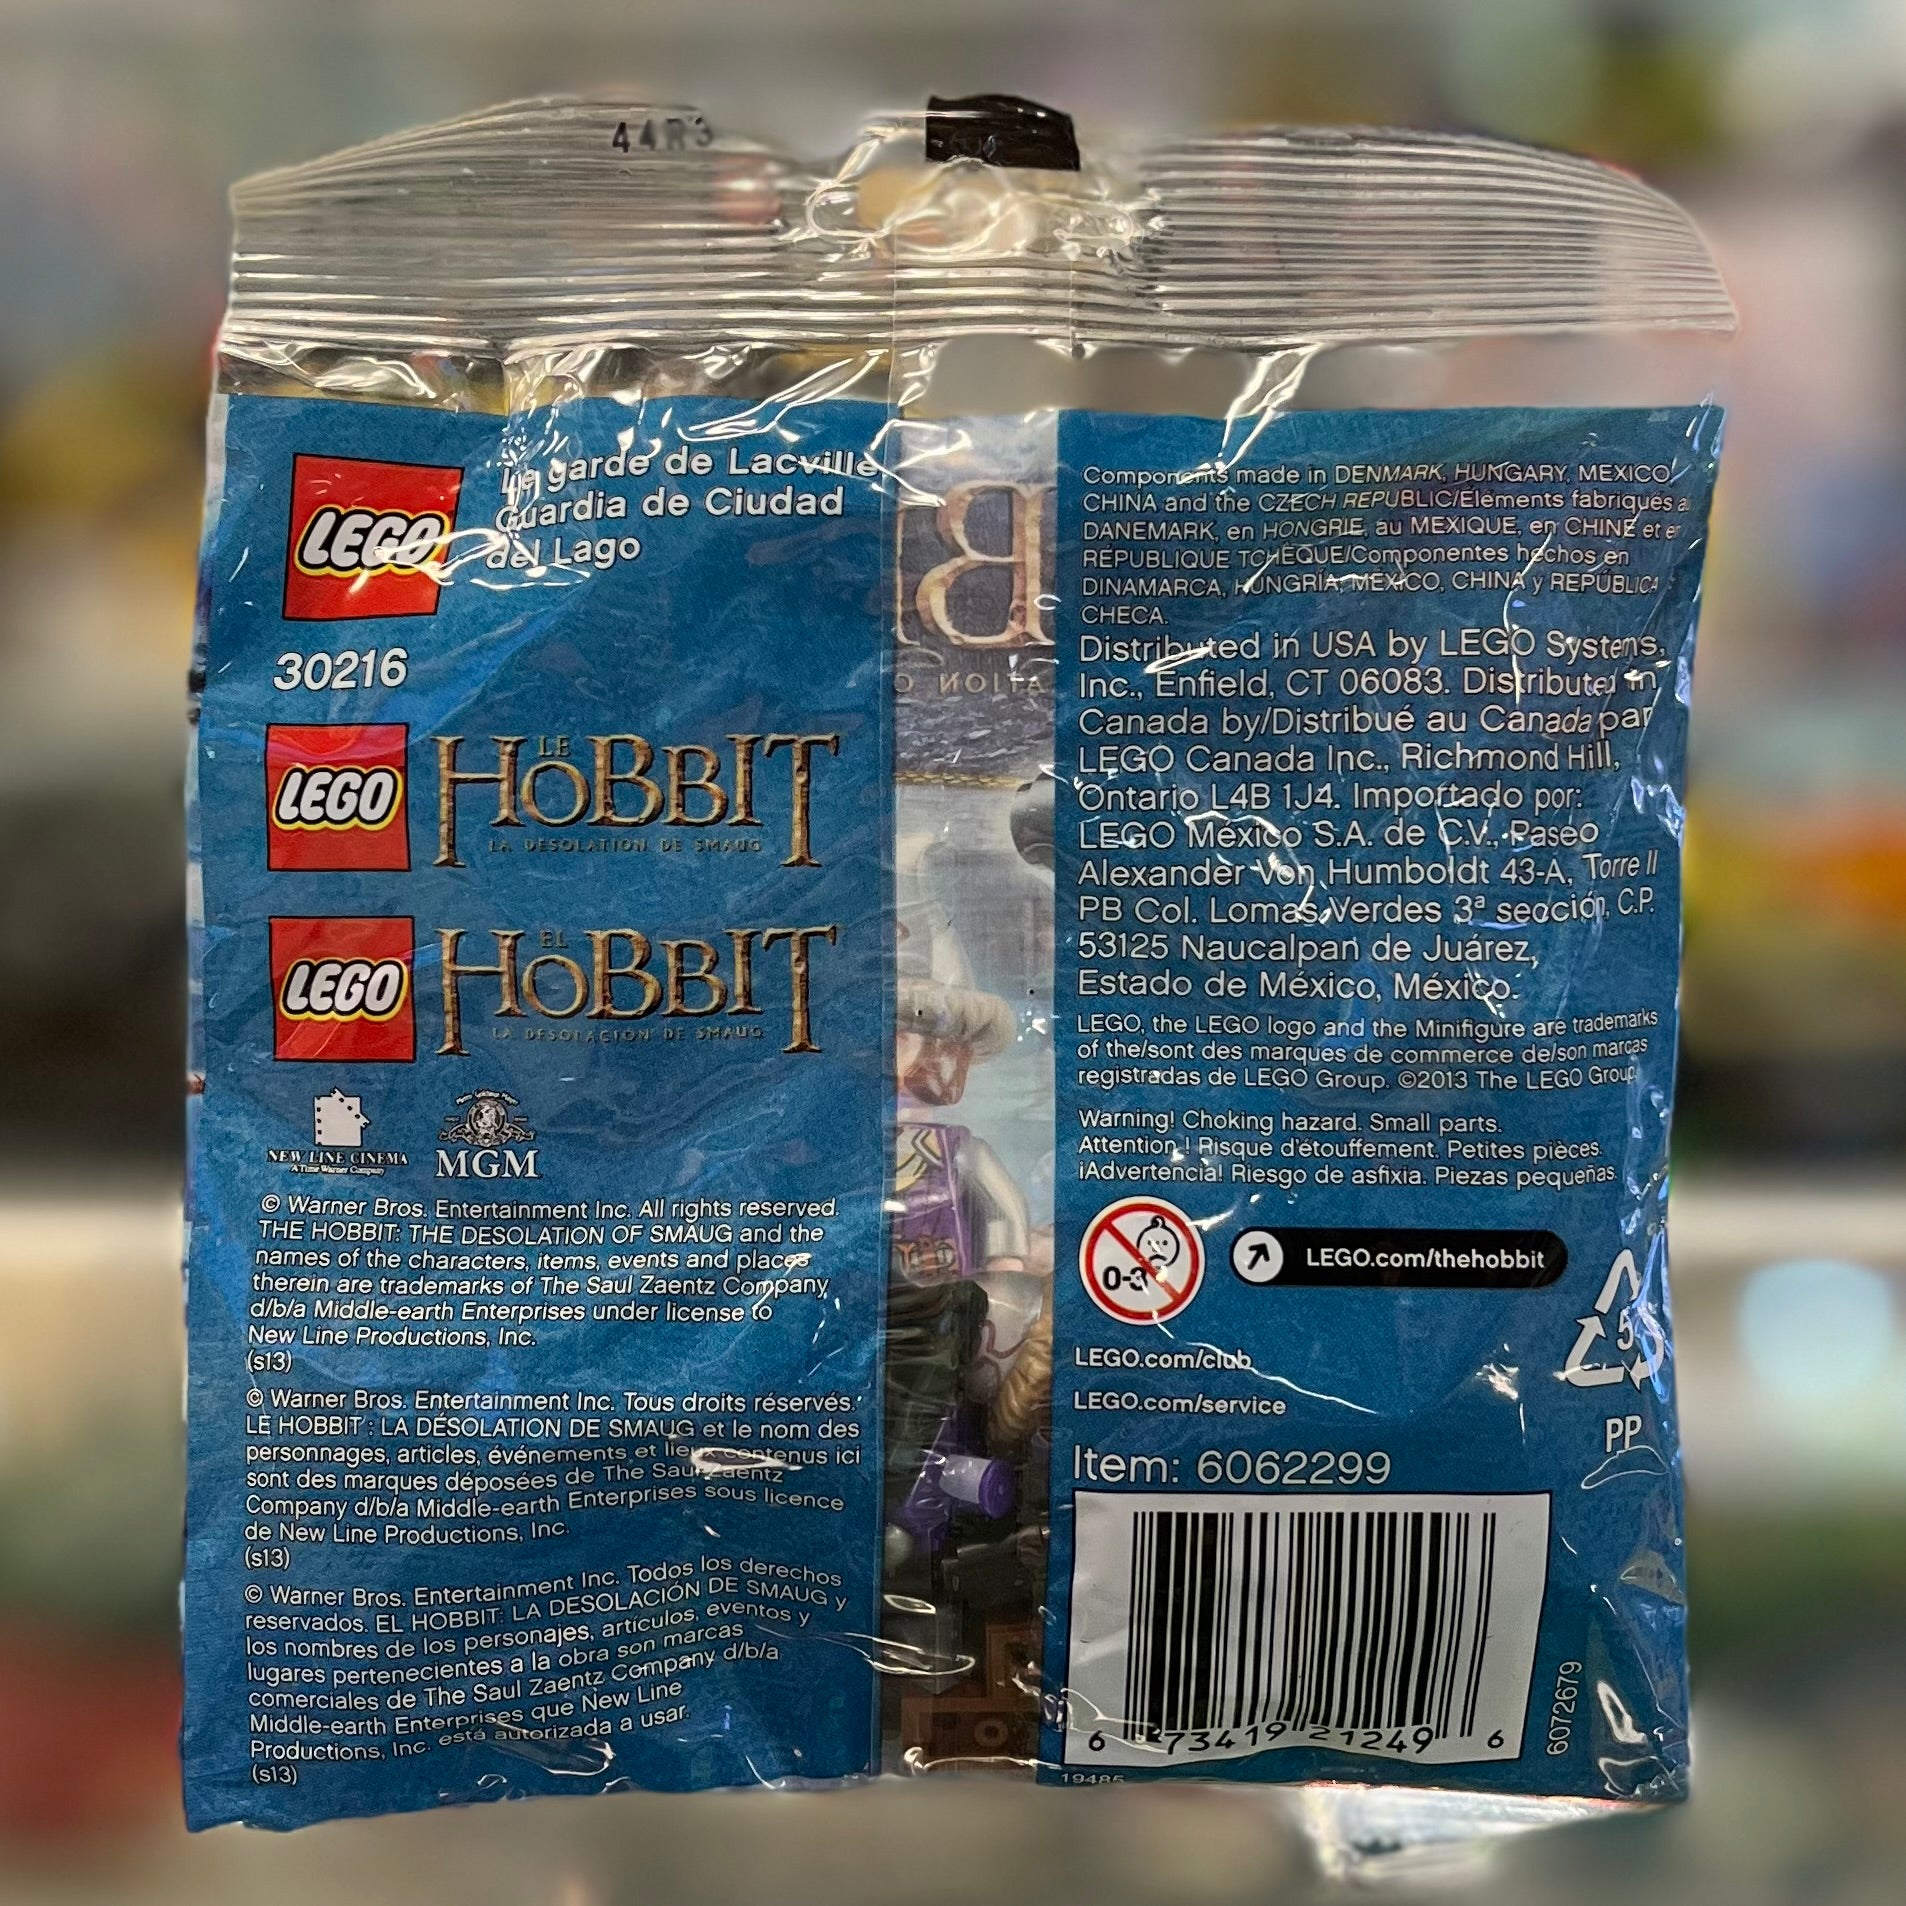 44R3
LEGO
La garde de Lacville
Guardia de Ciudad
del Lago
30216
LEGO
LE
HOBBIT
LA DÉSOLATION DE SMAUG
LEGO
EL
HOBBIT
LA DESOLACIÓN DE SMAUG
NEW LINE CINEMA
A Time Warner Company
MGM
© Warner Bros. Entertainment Inc. All rights reserved.
THE HOBBIT: THE DESOLATION OF SMAUG and the
names of the characters, items, events and places
therein are trademarks of The Saul Zaentz Company
d/b/a Middle-earth Enterprises under license to
New Line Productions, Inc.
(s13)
© Warner Bros. Entertainment Inc. Tous droits réservés.
LE HOBBIT : LA DÉSOLATION DE SMAUG et le nom des
personnages, articles, événements et lieux contenus ici
sont des marques déposées de The Saul Zaentz
Company d/b/a Middle-earth Enterprises sous licence
de New Line Productions, Inc.
(s13)
© Warner Bros. Entertainment Inc. Todos los derechos
reservados. EL HOBBIT: LA DESOLACIÓN DE SMAUG y
los nombres de los personajes, artículos, eventos y
lugares pertenecientes a la obra son marcas
comerciales de The Saul Zaentz Company d/b/a
Middle-earth Enterprises que New Line
Productions, Inc. está autorizada a usar.
(s13)
Components made in DENMARK, HUNGARY, MEXICO,
CHINA and the CZECH REPUBLIC/Éléments fabriqués au
DANEMARK, en HONGRIE, au MEXIQUE, en CHINE et en
RÉPUBLIQUE TCHÈQUE/Componentes hechos en
DINAMARCA, HUNGRÍA, MÉXICO, CHINA y REPÚBLICA
CHECA.
Distributed in USA by LEGO Systems,
Inc., Enfield, CT 06083. Distributed in
Canada by/Distribué au Canada par
LEGO Canada Inc., Richmond Hill,
Ontario L4B 1J4. Importado por:
LEGO México S.A. de C.V., Paseo
Alexander Von Humboldt 43-A, Torre II
PB Col. Lomas Verdes 3ª sección, C.P.
53125 Naucalpan de Juárez,
Estado de México, México.
LEGO, the LEGO logo and the Minifigure are trademarks
of the/sont des marques de commerce de/son marcas
registradas de LEGO Group. ©2013 The LEGO Group.
Warning! Choking hazard. Small parts.
Attention ! Risque d'étouffement. Petites pièces.
¡Advertencia! Riesgo de asfixia. Piezas pequeñas.
0-3
LEGO.com/thehobbit
5
PP
LEGO.com/club
LEGO.com/service
Item: 6062299
6 73419 21249 6
6072679
19485